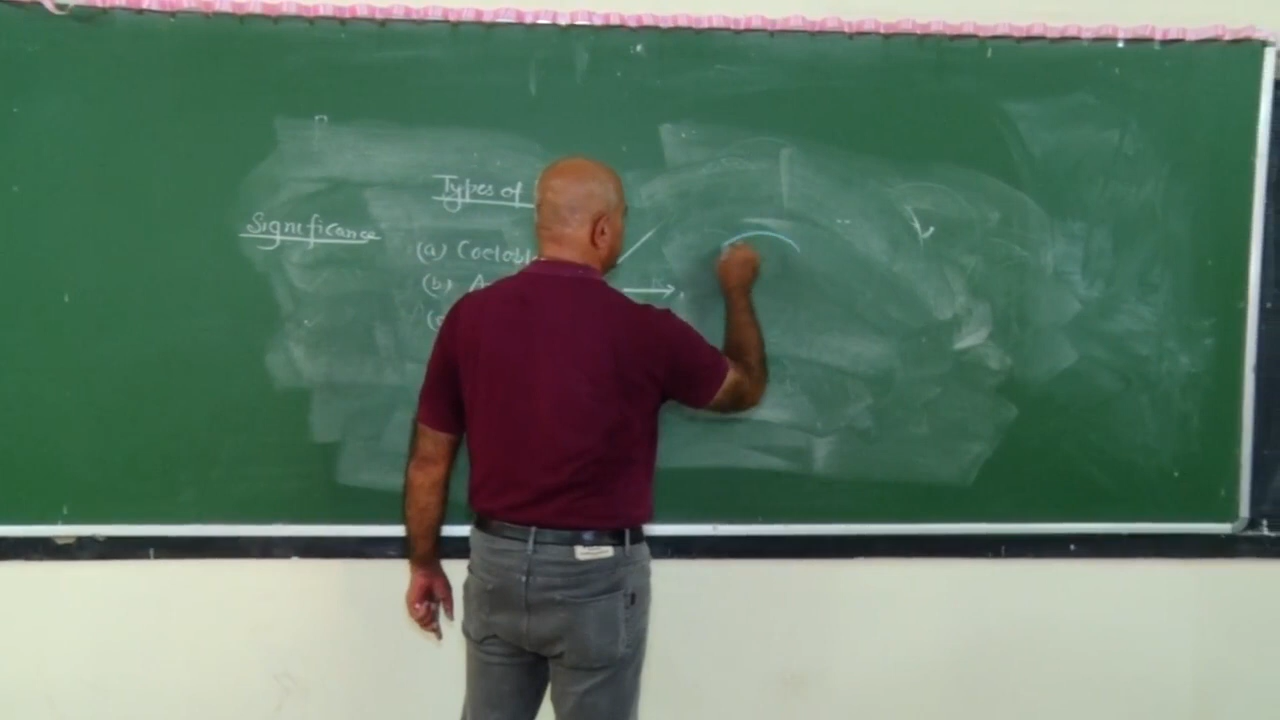 Types of
Significance
(a) Coelob
(b) A
(c